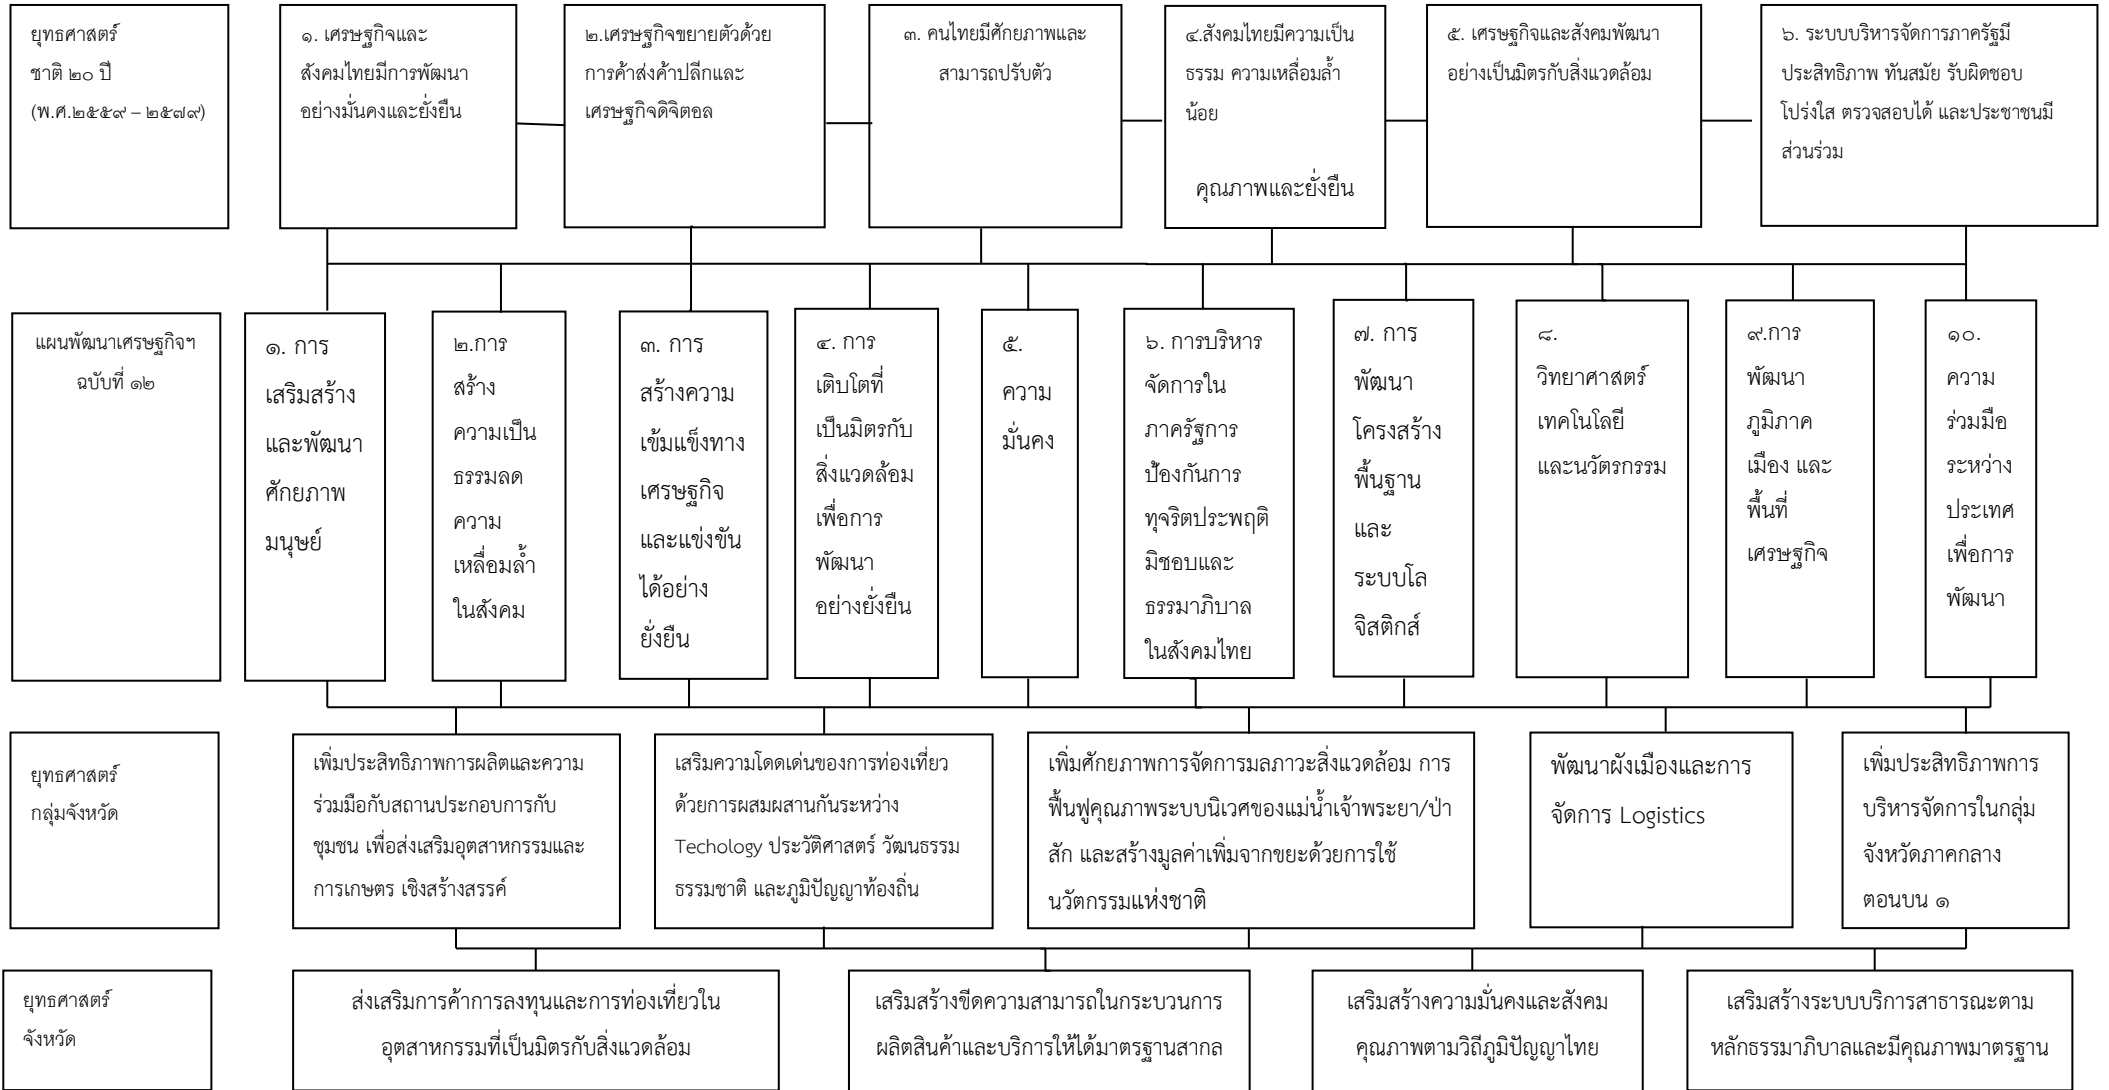 ยุทธศาสตร์
ชาติ ๒๐ ปี
(พ.ศ.๒๕๕๙ – ๒๕๗๙)
๑. เศรษฐกิจและ
สังคมไทยมีการพัฒนา
อย่างมั่นคงและยั่งยืน
๒.เศรษฐกิจขยายตัวด้วย
การค้าส่งค้าปลีกและ
เศรษฐกิจดิจิตอล
๓. คนไทยมีศักยภาพและ
สามารถปรับตัว
๔.สังคมไทยมีความเป็น
ธรรม ความเหลื่อมล้ำ
น้อย
คุณภาพและยั่งยืน
๕. เศรษฐกิจและสังคมพัฒนา
อย่างเป็นมิตรกับสิ่งแวดล้อม
๖. ระบบบริหารจัดการภาครัฐมี
ประสิทธิภาพ ทันสมัย รับผิดชอบ
โปร่งใส ตรวจสอบได้ และประชาชนมี
ส่วนร่วม
แผนพัฒนาเศรษฐกิจฯ
ฉบับที่ ๑๒
๑. การ
เสริมสร้าง
และพัฒนา
ศักยภาพ
มนุษย์
๒.การ
สร้าง
ความเป็น
ธรรมลด
ความ
เหลื่อมล้ำ
ในสังคม
๓. การ
สร้างความ
เข้มแข็งทาง
เศรษฐกิจ
และแข่งขัน
ได้อย่าง
ยั่งยืน
๔. การ
เติบโตที่
เป็นมิตรกับ
สิ่งแวดล้อม
เพื่อการ
พัฒนา
อย่างยั่งยืน
๕.
ความ
มั่นคง
๖. การบริหาร
จัดการใน
ภาครัฐการ
ป้องกันการ
ทุจริตประพฤติ
มิชอบและ
ธรรมาภิบาล
ในสังคมไทย
๗. การ
พัฒนา
โครงสร้าง
พื้นฐาน
และ
ระบบโล
จิสติกส์
๘.
วิทยาศาสตร์
เทคโนโลยี
และนวัตรกรรม
๙.การ
พัฒนา
ภูมิภาค
เมือง และ
พื้นที่
เศรษฐกิจ
๑๐.
ความ
ร่วมมือ
ระหว่าง
ประเทศ
เพื่อการ
พัฒนา
ยุทธศาสตร์
กลุ่มจังหวัด
เพิ่มประสิทธิภาพการผลิตและความ
ร่วมมือกับสถานประกอบการกับ
ชุมชน เพื่อส่งเสริมอุตสาหกรรมและ
การเกษตร เชิงสร้างสรรค์
เสริมความโดดเด่นของการท่องเที่ยว
ด้วยการผสมผสานกันระหว่าง
Techology ประวัติศาสตร์ วัฒนธรรม
ธรรมชาติ และภูมิปัญญาท้องถิ่น
เพิ่มศักยภาพการจัดการมลภาวะสิ่งแวดล้อม การ
ฟื้นฟูคุณภาพระบบนิเวศของแม่น้ำเจ้าพระยา/ป่า
สัก และสร้างมูลค่าเพิ่มจากขยะด้วยการใช้
นวัตกรรมแห่งชาติ
พัฒนาผังเมืองและการ
จัดการ Logistics
เพิ่มประสิทธิภาพการ
บริหารจัดการในกลุ่ม
จังหวัดภาคกลาง
ตอนบน ๑
ยุทธศาสตร์
จังหวัด
ส่งเสริมการค้าการลงทุนและการท่องเที่ยวใน
อุตสาหกรรมที่เป็นมิตรกับสิ่งแวดล้อม
เสริมสร้างขีดความสามารถในกระบวนการ
ผลิตสินค้าและบริการให้ได้มาตรฐานสากล
เสริมสร้างความมั่นคงและสังคม
คุณภาพตามวิถีภูมิปัญญาไทย
เสริมสร้างระบบบริการสาธารณะตาม
หลักธรรมาภิบาลและมีคุณภาพมาตรฐาน